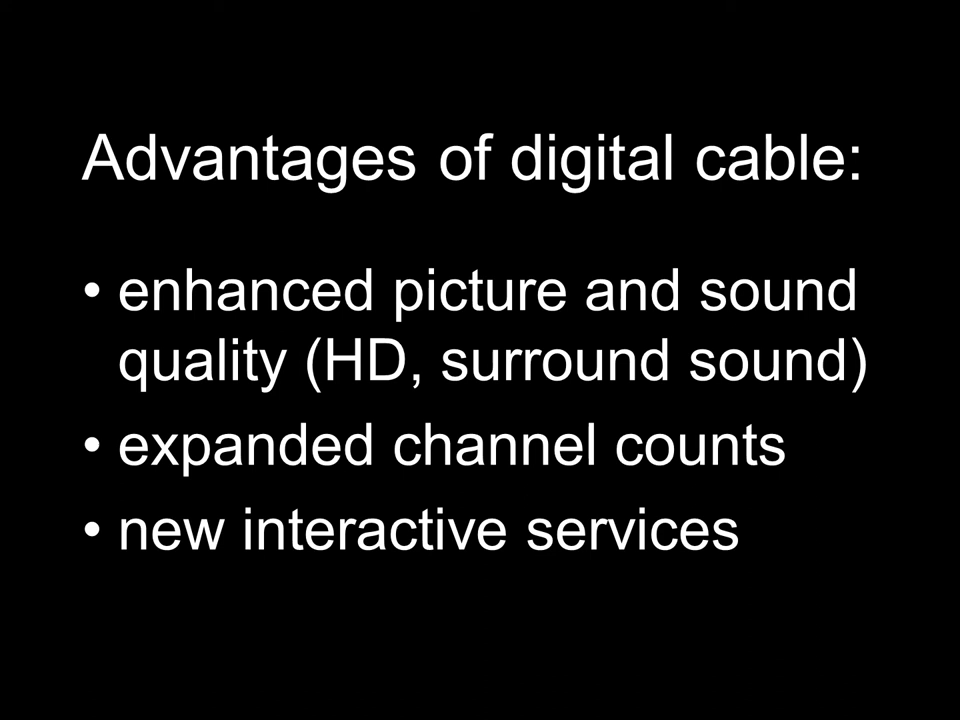 Advantages of digital cable:
• enhanced picture and sound
quality (HD, surround sound)
• expanded channel counts
• new interactive services